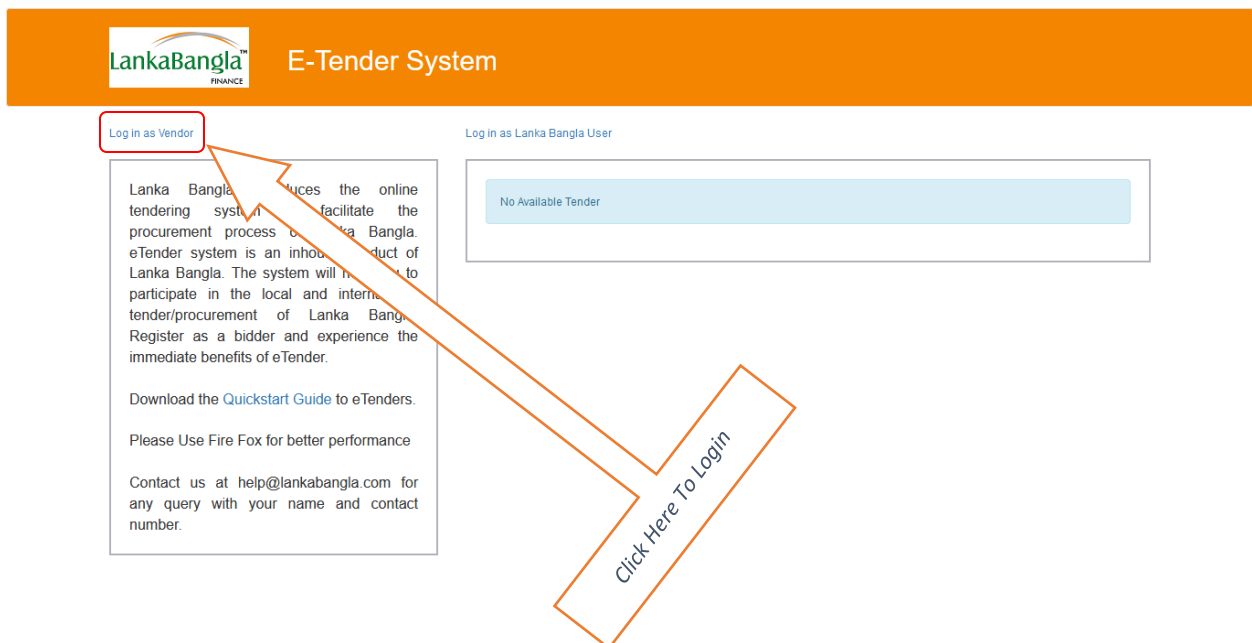 LankaBangla™
FINANCE
E-Tender System
Log in as Vendor
Log in as Lanka Bangla User
Lanka Bangla the online
tendering facilitate the
procurement process Bangla.
eTender system is an of
Lanka Bangla. The system will to
participate in the local and
tender/procurement of Lanka
Register as a bidder and experience the
immediate benefits of eTender.
Download the Quickstart Guide to eTenders.
Please Use Fire Fox for better performance
Contact us at help@lankabangla.com for
any query with your name and contact
number.
No Available Tender
Click Here To Login